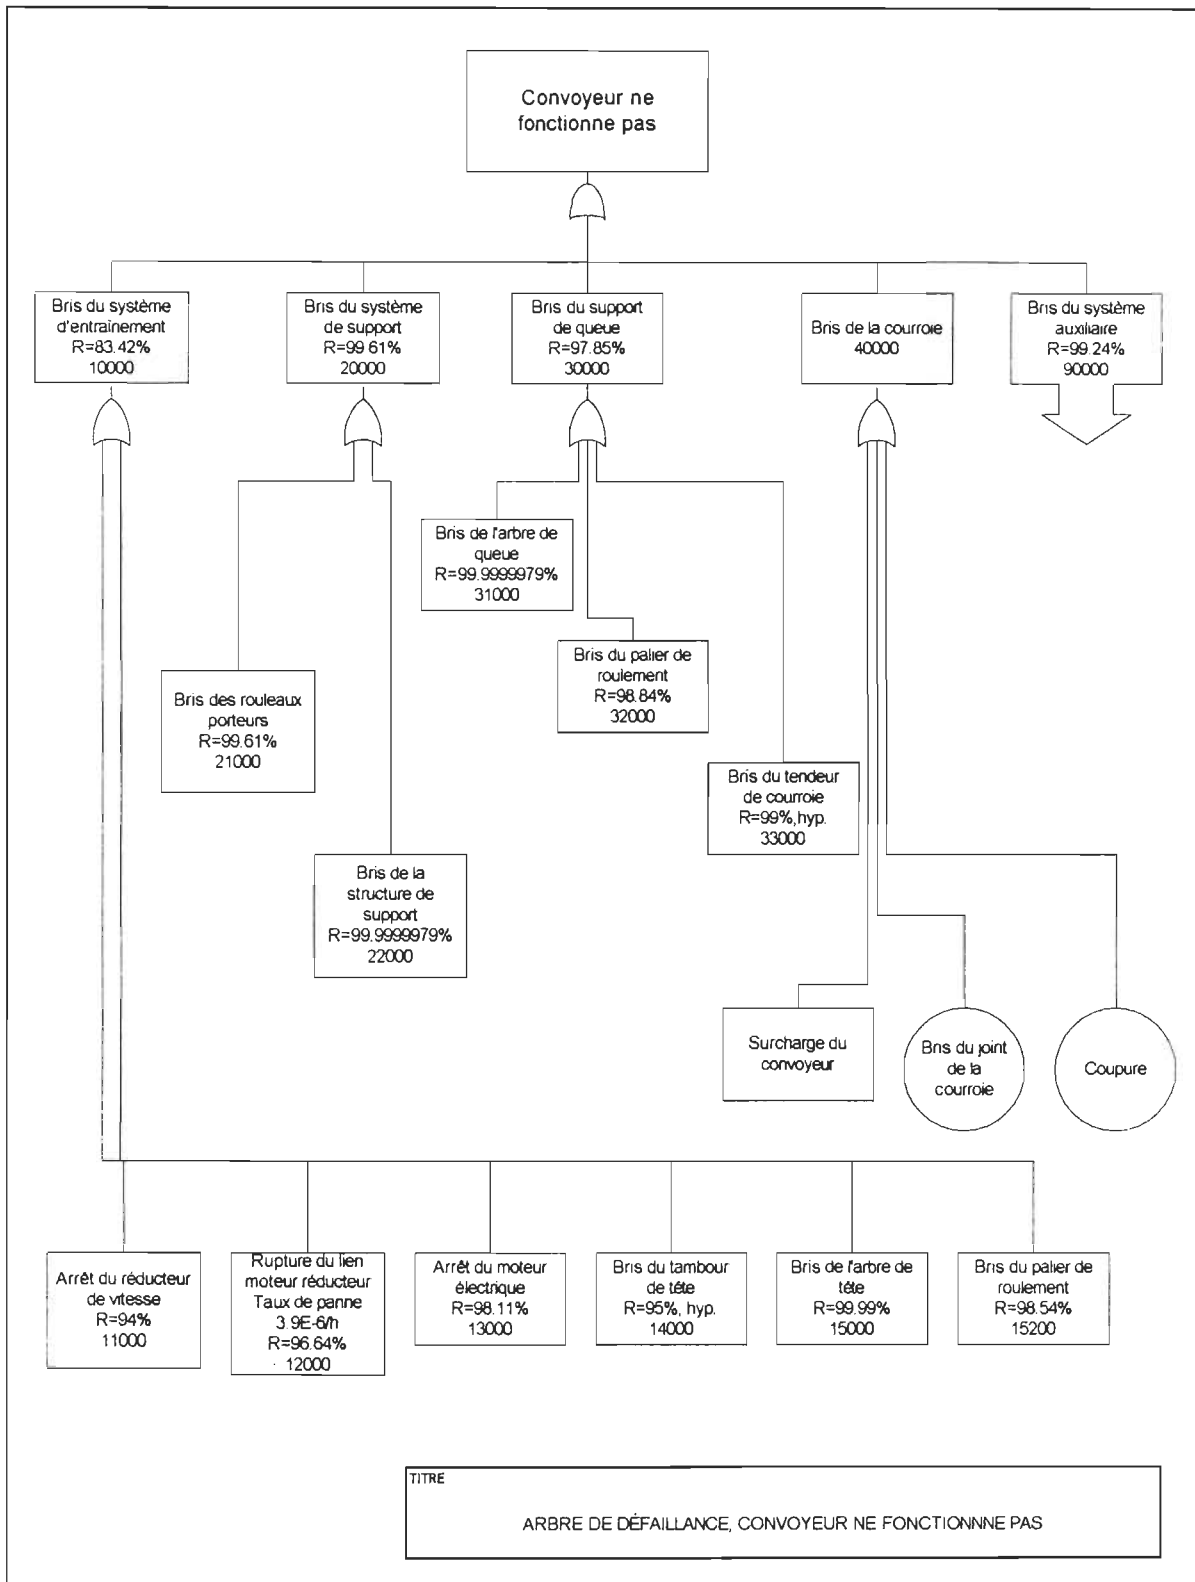 Convoyeur ne
fonctionne pas
Bris du système
d'entraînement
R=83.42%
10000
Bris du système
de support
R=99.61%
20000
Bris du support
de queue
R=97.85%
30000
Bris de la courroie
40000
Bris du système
auxiliaire
R=99.24%
90000
Bris de l'arbre de
queue
R=99.9999979%
31000
Bris du palier de
roulement
R=98.84%
32000
Bris des rouleaux
porteurs
R=99.61%
21000
Bris du tendeur
de courroie
R=99%,hyp.
33000
Bris de la
structure de
support
R=99.9999979%
22000
Surcharge du
convoyeur
Bris du joint
de la
courroie
Coupure
Arrêt du réducteur
de vitesse
R=94%
11000
Rupture du lien
moteur réducteur
Taux de panne
3.9E-6/h
R=96.64%
12000
Arrêt du moteur
électrique
R=98.11%
13000
Bris du tambour
de tête
R=95%, hyp.
14000
Bris de l'arbre de
tête
R=99.99%
15000
Bris du palier de
roulement
R=98.54%
15200
TITRE
ARBRE DE DÉFAILLANCE, CONVOYEUR NE FONCTIONNNE PAS